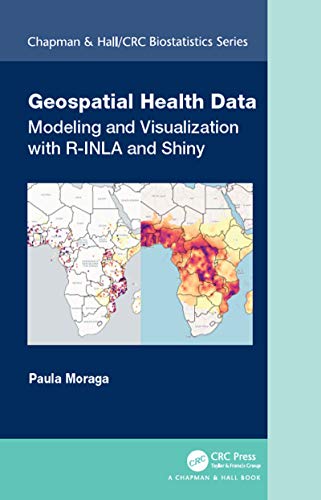 Chapman & Hall/CRC Biostatistics Series
Geospatial Health Data
Modeling and Visualization
with R-INLA and Shiny
Paula Moraga
CRC Press
Taylor & Francis Group
A CHAPMAN & HALL BOOK